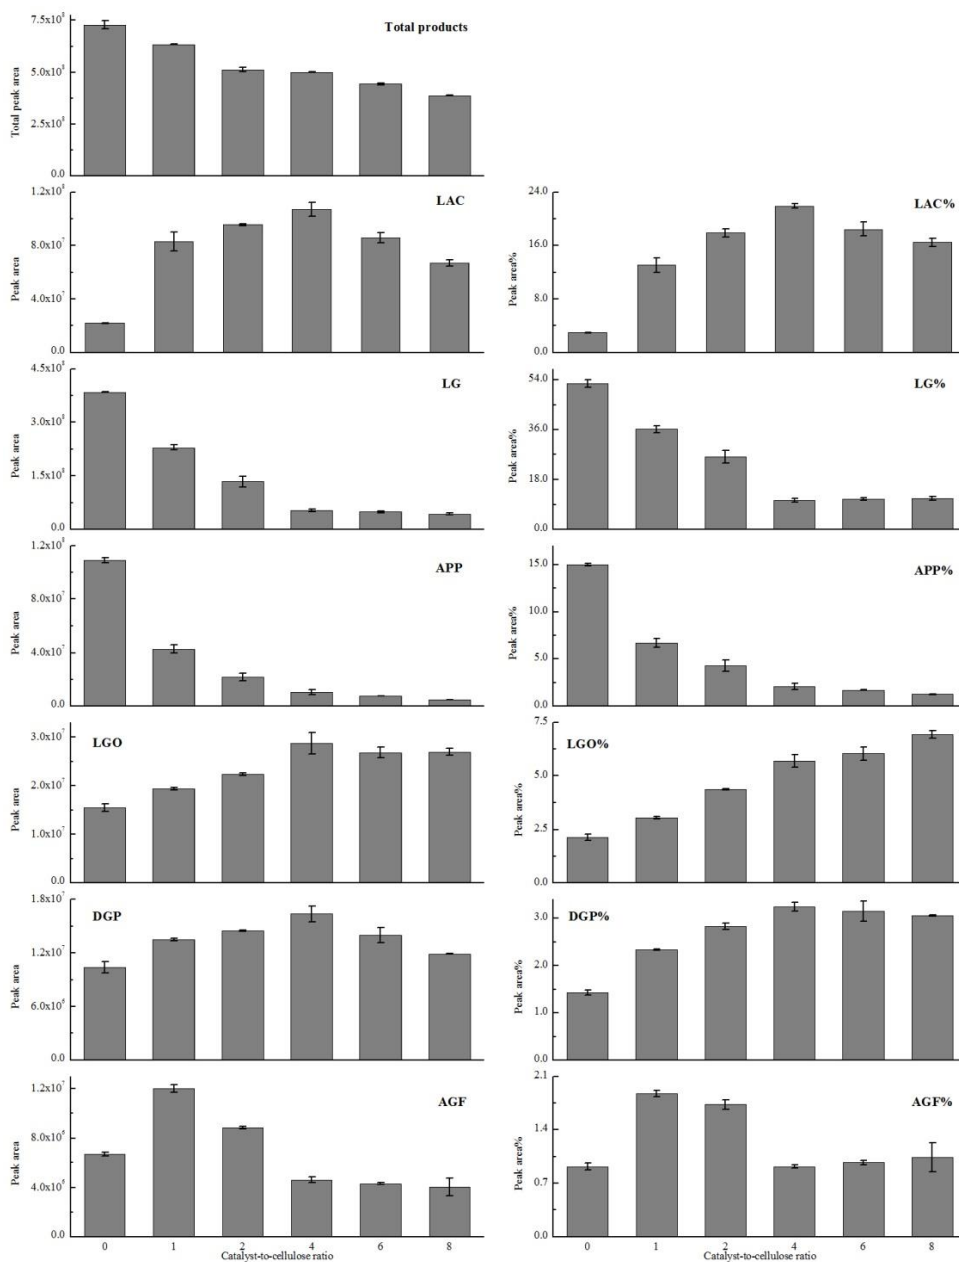 Total products
7.5x10⁸
5.0x10⁸
2.5x10⁸
0.0
Total peak area
LAC
1.2x10⁸
8.0x10⁷
4.0x10⁷
0.0
Peak area
LAC%
24.0
16.0
8.0
0.0
Peak area%
LG
4.5x10⁸
3.0x10⁸
1.5x10⁸
0.0
Peak area
LG%
54.0
36.0
18.0
0.0
Peak area%
APP
1.2x10⁸
8.0x10⁷
4.0x10⁷
0.0
Peak area
APP%
15.0
10.0
5.0
0.0
Peak area%
LGO
3.0x10⁷
2.0x10⁷
1.0x10⁷
0.0
Peak area
LGO%
7.5
5.0
2.5
0.0
Peak area%
DGP
1.8x10⁷
1.2x10⁷
6.0x10⁶
0.0
Peak area
DGP%
3.0
2.0
1.0
0.0
Peak area%
AGF
1.2x10⁷
8.0x10⁶
4.0x10⁶
0.0
Peak area
0 1 2 4 6 8
Catalyst-to-cellulose ratio
AGF%
2.1
1.4
0.7
0.0
Peak area%
0 1 2 4 6 8
Catalyst-to-cellulose ratio